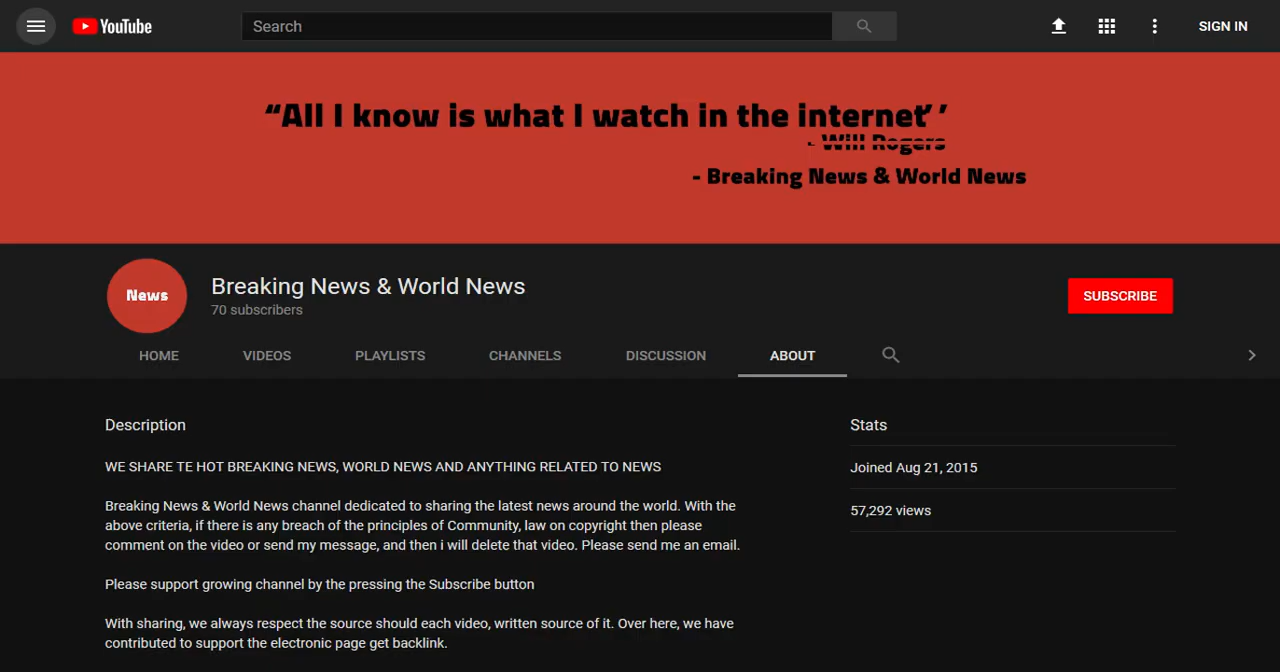 YouTube
Search
SIGN IN
“All I know is what I watch in the internet’’
- Will Rogers
- Breaking News & World News
News
Breaking News & World News
70 subscribers
SUBSCRIBE
HOME VIDEOS PLAYLISTS CHANNELS DISCUSSION ABOUT
Description
WE SHARE TE HOT BREAKING NEWS, WORLD NEWS AND ANYTHING RELATED TO NEWS
Breaking News & World News channel dedicated to sharing the latest news around the world. With the
above criteria, if there is any breach of the principles of Community, law on copyright then please
comment on the video or send my message, and then i will delete that video. Please send me an email.
Please support growing channel by the pressing the Subscribe button
With sharing, we always respect the source should each video, written source of it. Over here, we have
contributed to support the electronic page get backlink.
Stats
Joined Aug 21, 2015
57,292 views